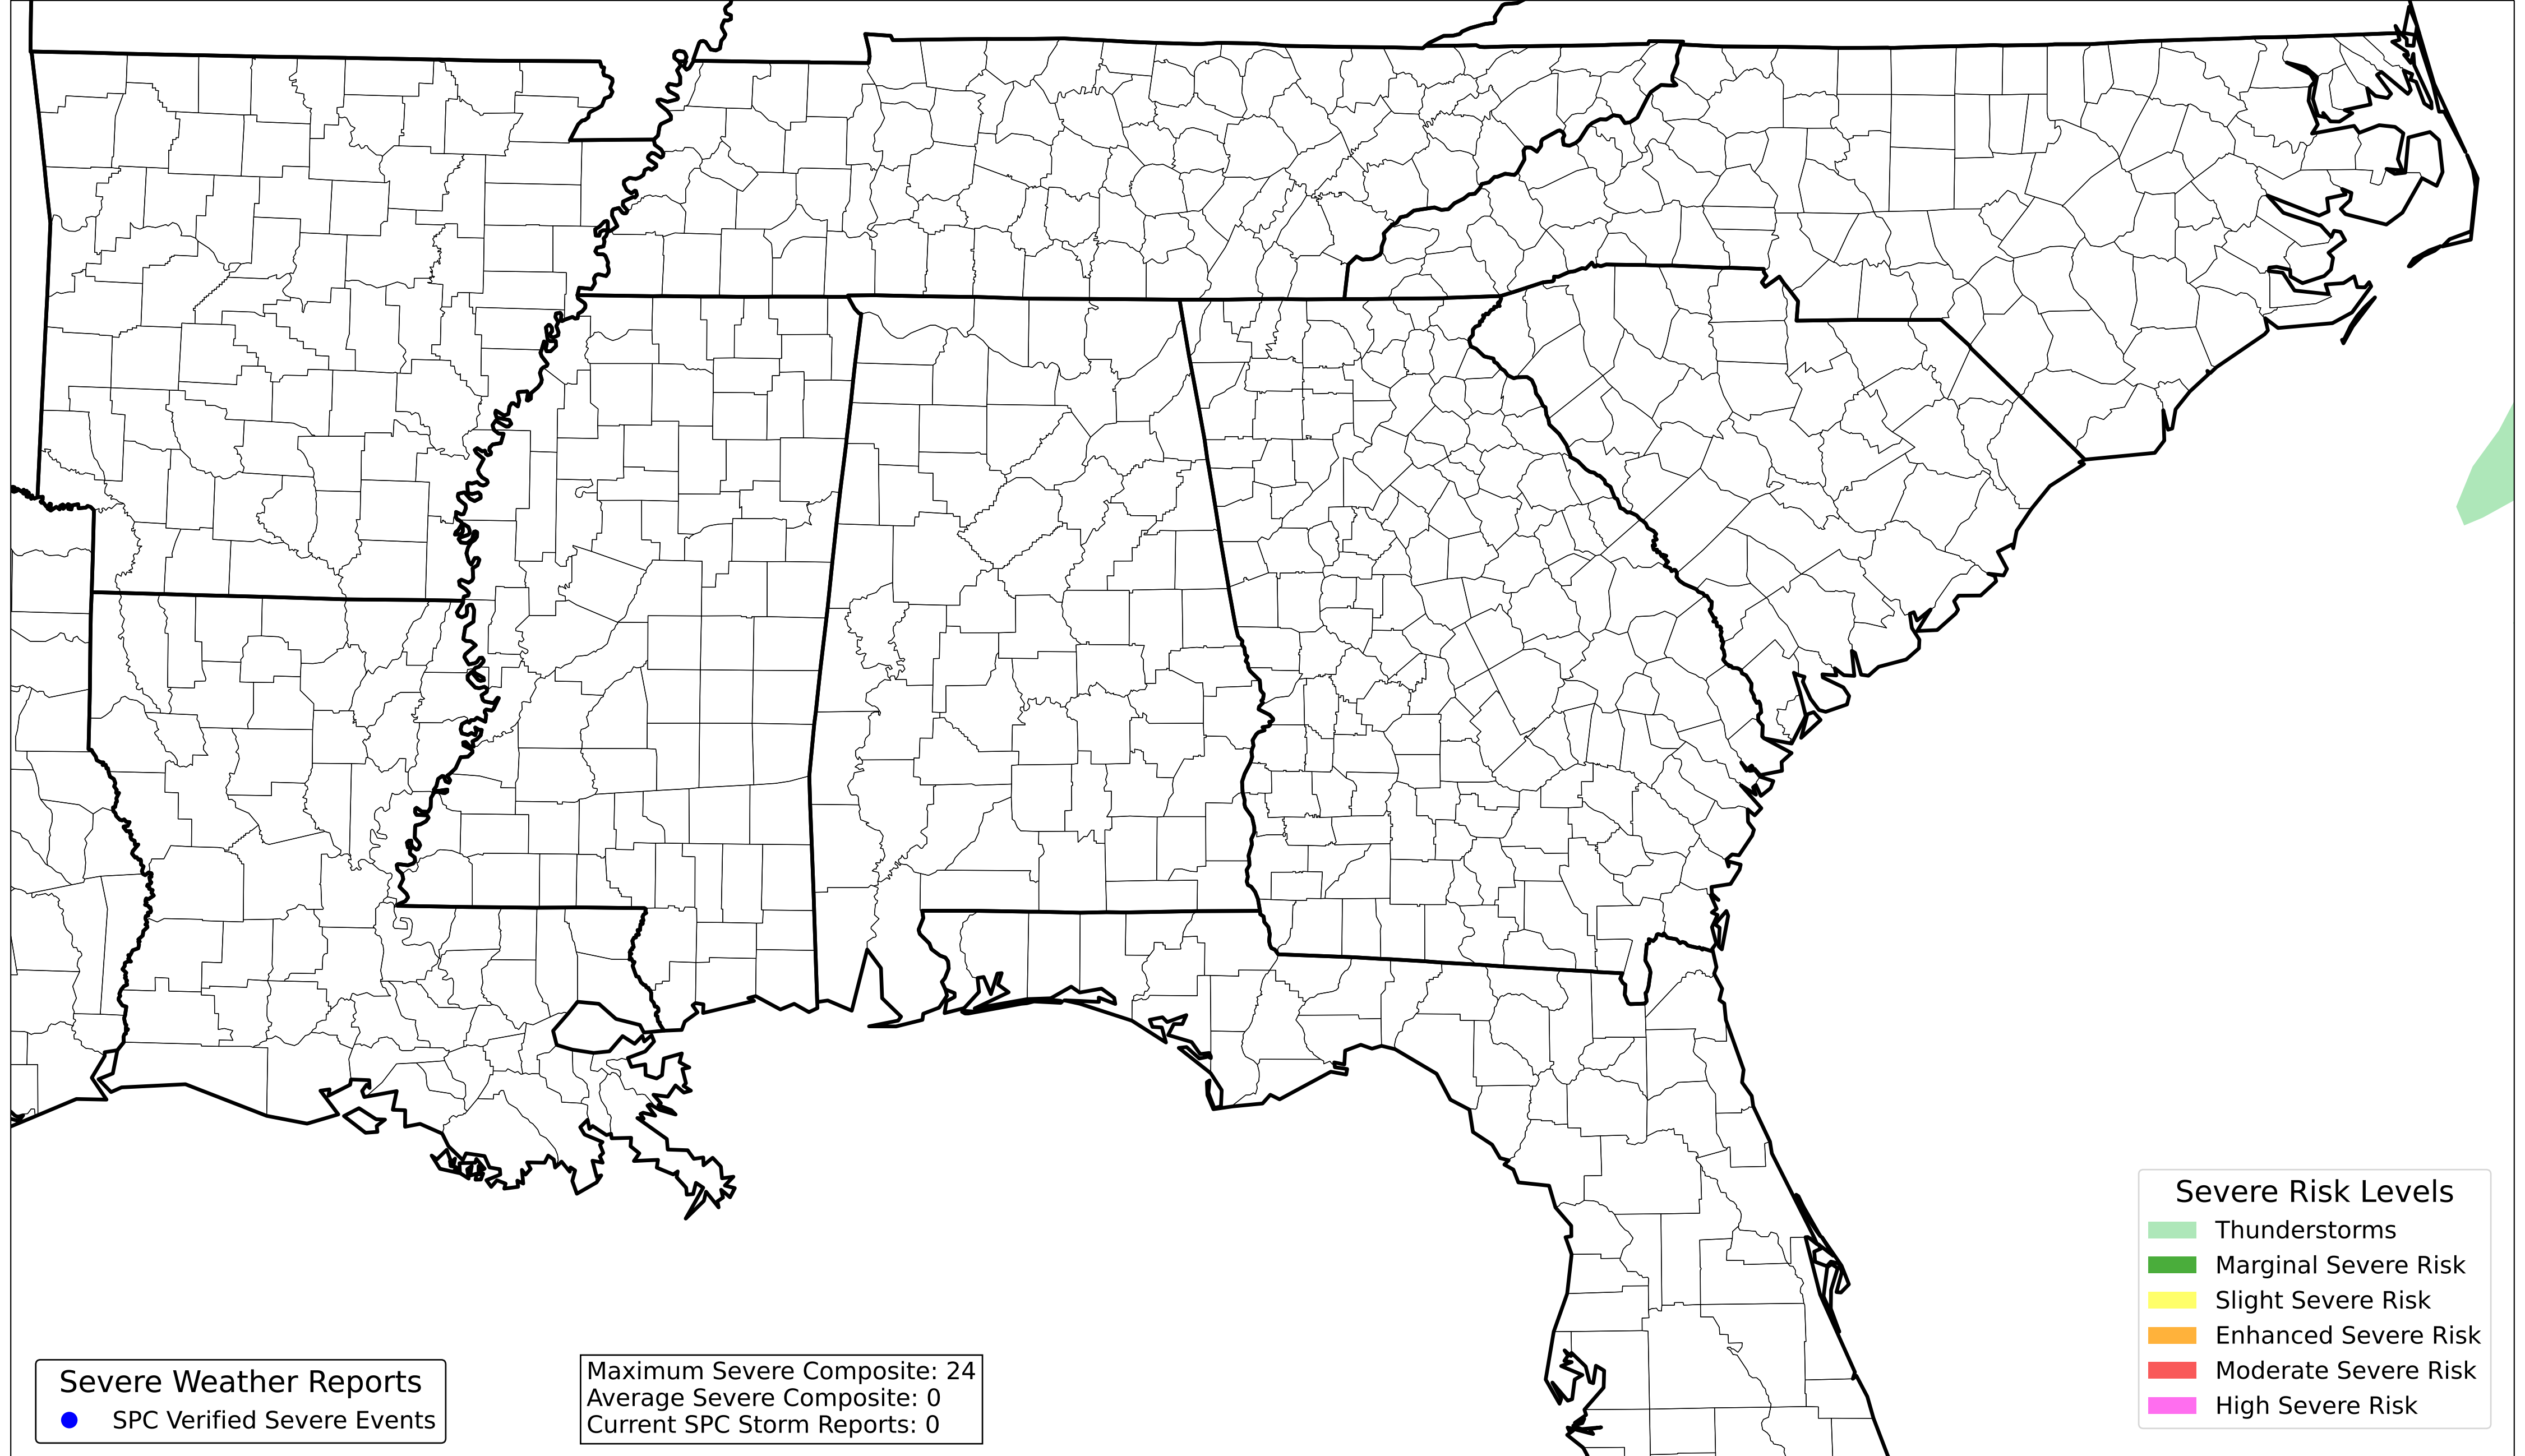 Severe Risk Levels
Thunderstorms
Marginal Severe Risk
Slight Severe Risk
Enhanced Severe Risk
Moderate Severe Risk
High Severe Risk
Severe Weather Reports
SPC Verified Severe Events
Maximum Severe Composite: 24
Average Severe Composite: 0
Current SPC Storm Reports: 0